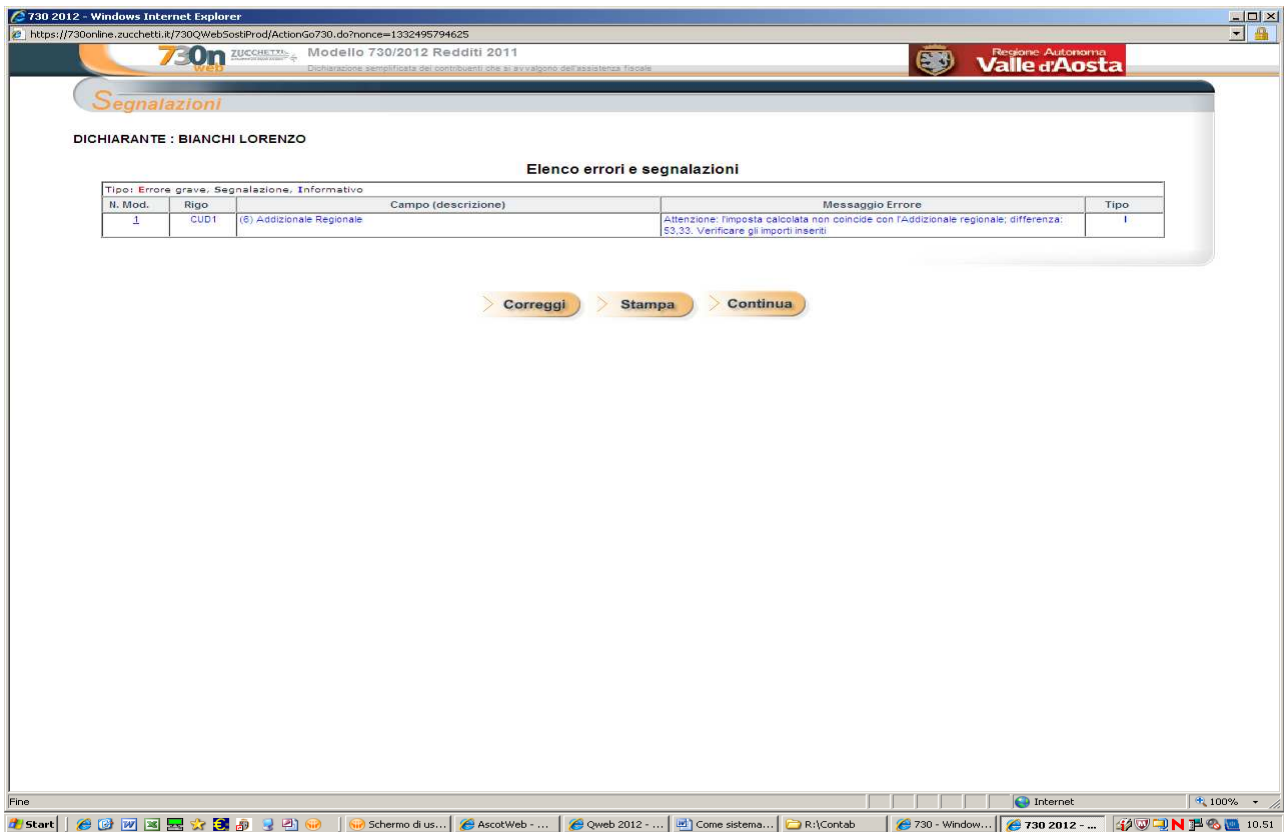 730 2012 - Windows Internet Explorer
https://730online.zucchetti.it/730QWebSostiProd/ActionGo730.do?nonce=1332495794625
730n web ZUCCHETTI Modello 730/2012 Redditi 2011
Dichiarazione semplificata dei contribuenti che si avvalgono dell'assistenza fiscale
Regione Autonoma
Valle d'Aosta
Segnalazioni
DICHIARANTE : BIANCHI LORENZO
Elenco errori e segnalazioni
Tipo: Errore grave, Segnalazione, Informativo
N. Mod. Rigo Campo (descrizione) Messaggio Errore Tipo
1 CUD1 (6) Addizionale Regionale Attenzione: l'imposta calcolata non coincide con l'Addizionale regionale; differenza: I
53,33. Verificare gli importi inseriti
Correggi Stampa Continua
Fine Internet 100%
Start Schermo di us... AscotWeb - ... Qweb 2012 - ... Come sistema... R:\Contab 730 - Window... 730 2012 - ... 10.51